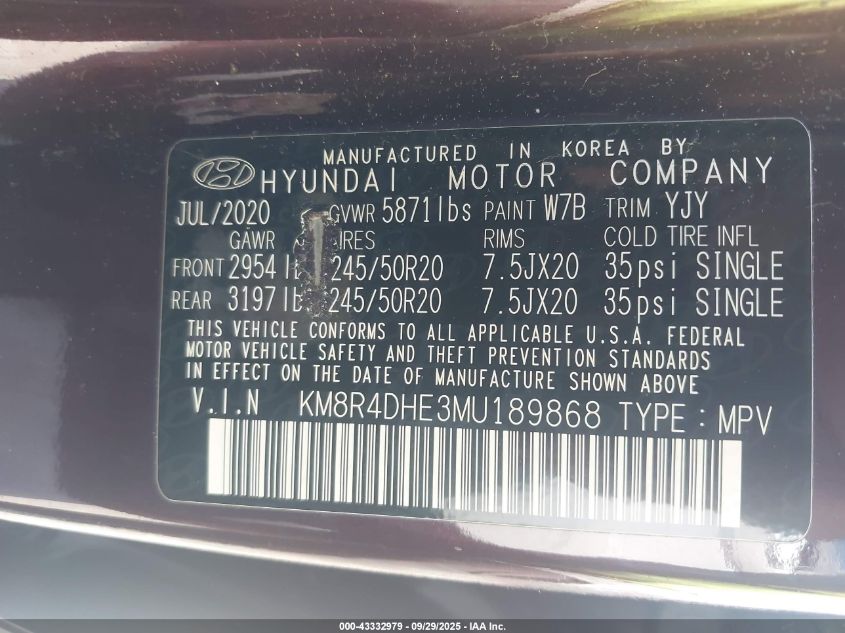 MANUFACTURED IN KOREA BY
HYUNDAI MOTOR COMPANY
JUL/2020 GVWR 5871lbs PAINT W7B TRIM YJY
GAWR RIMS COLD TIRE INFL
FRONT 2954 245/50R20 7.5JX20 35psi SINGLE
REAR 3197 245/50R20 7.5JX20 35psi SINGLE
THIS VEHICLE CONFORMS TO ALL APPLICABLE U.S.A. FEDERAL
MOTOR VEHICLE SAFETY AND THEFT PREVENTION STANDARDS
IN EFFECT ON THE DATE OF MANUFACTURE SHOWN ABOVE
V.I.N KM8R4DHE3MU189868 TYPE : MPV
000-43332979 - 09/29/2025 - IAA Inc.